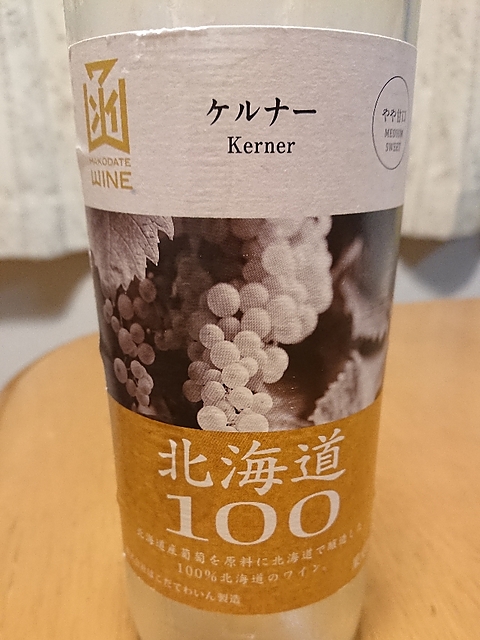 函
HAKODATE
WINE
ケルナー
Kerner
やや甘口
MEDIUM
SWEET
北海道
100
北海道産葡萄を原料に北海道で醸造した
100%北海道のワイン。
はこだてわいん製造